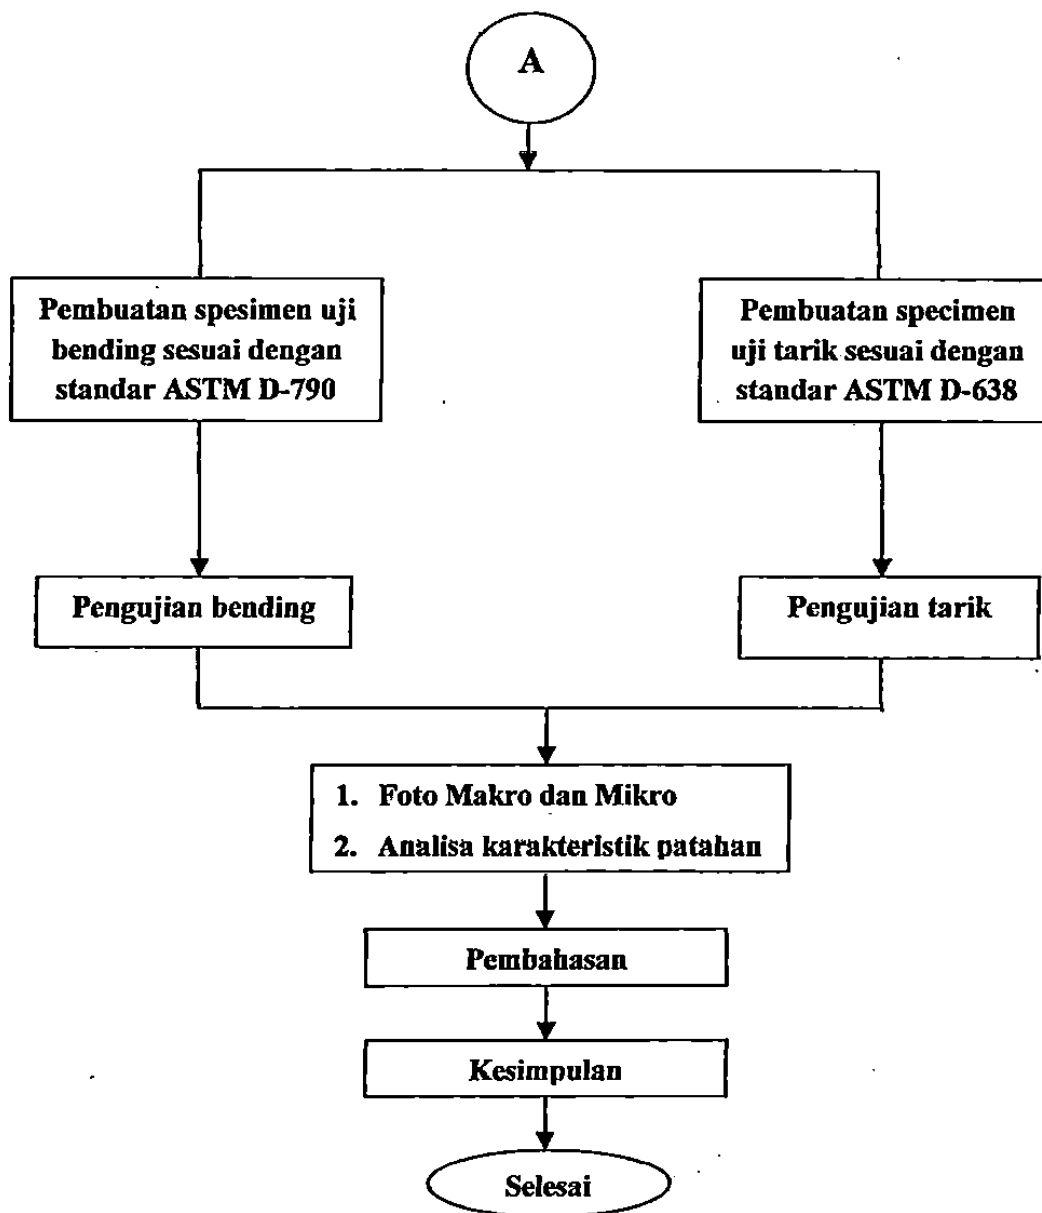 A
Pembuatan spesimen uji
bending sesuai dengan
standar ASTM D-790
Pembuatan specimen
uji tarik sesuai dengan
standar ASTM D-638
Pengujian bending
Pengujian tarik
1. Foto Makro dan Mikro
2. Analisa karakteristik patahan
Pembahasan
Kesimpulan
Selesai